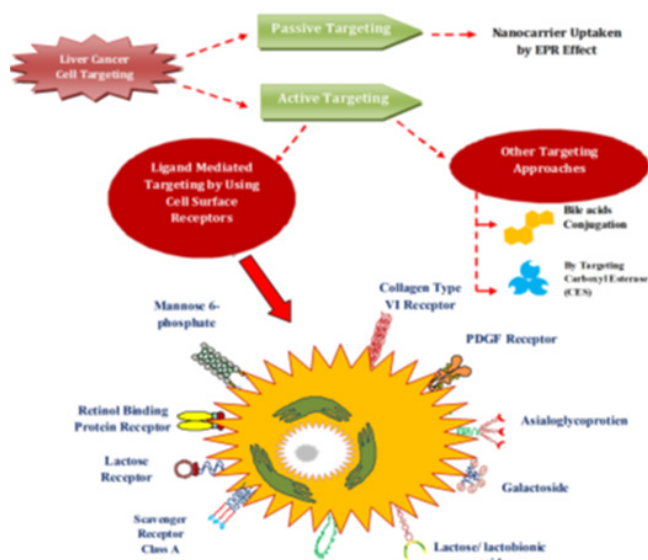 Passive Targeting
Liver Cancer
Cell Targeting
Nanocarrier Uptaken
by EPR Effect
Active Targeting
Ligand Mediated
Targeting by Using
Cell Surface
Receptors
Other Targeting
Approaches
Bile acids
Conjugation
By Targeting
Carboxyl Esterase
(CES)
Collagen Type
VI Receptor
Mannose 6-
phosphate
PDGF Receptor
Retinol Binding
Protein Receptor
Asialoglycoprotien
Lactose
Receptor
Galactoside
Scavenger
Receptor
Class A
Lactose/ lactobionic